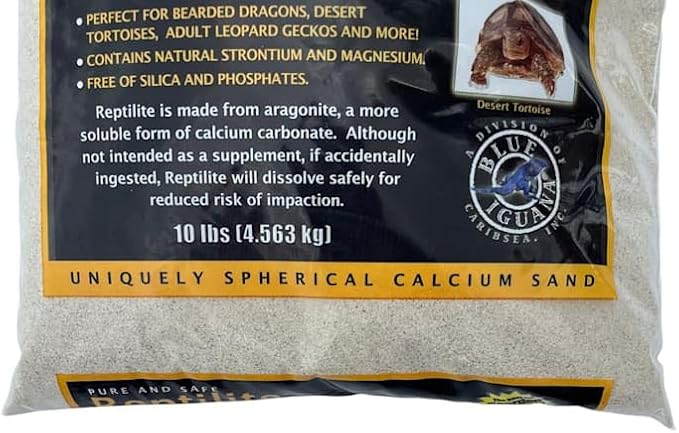 • PERFECT FOR BEARDED DRAGONS, DESERT
TORTOISES, ADULT LEOPARD GECKOS AND MORE!
• CONTAINS NATURAL STRONTIUM AND MAGNESIUM.
• FREE OF SILICA AND PHOSPHATES.
Desert Tortoise
Reptilite is made from aragonite, a more
soluble form of calcium carbonate. Although
not intended as a supplement, if accidentally
ingested, Reptilite will dissolve safely for
reduced risk of impaction.
10 lbs (4.563 kg)
A DIVISION OF
BLUE
IGUANA
CARIBSEA, INC.
UNIQUELY SPHERICAL CALCIUM SAND
PURE AND SAFE
Reptilite